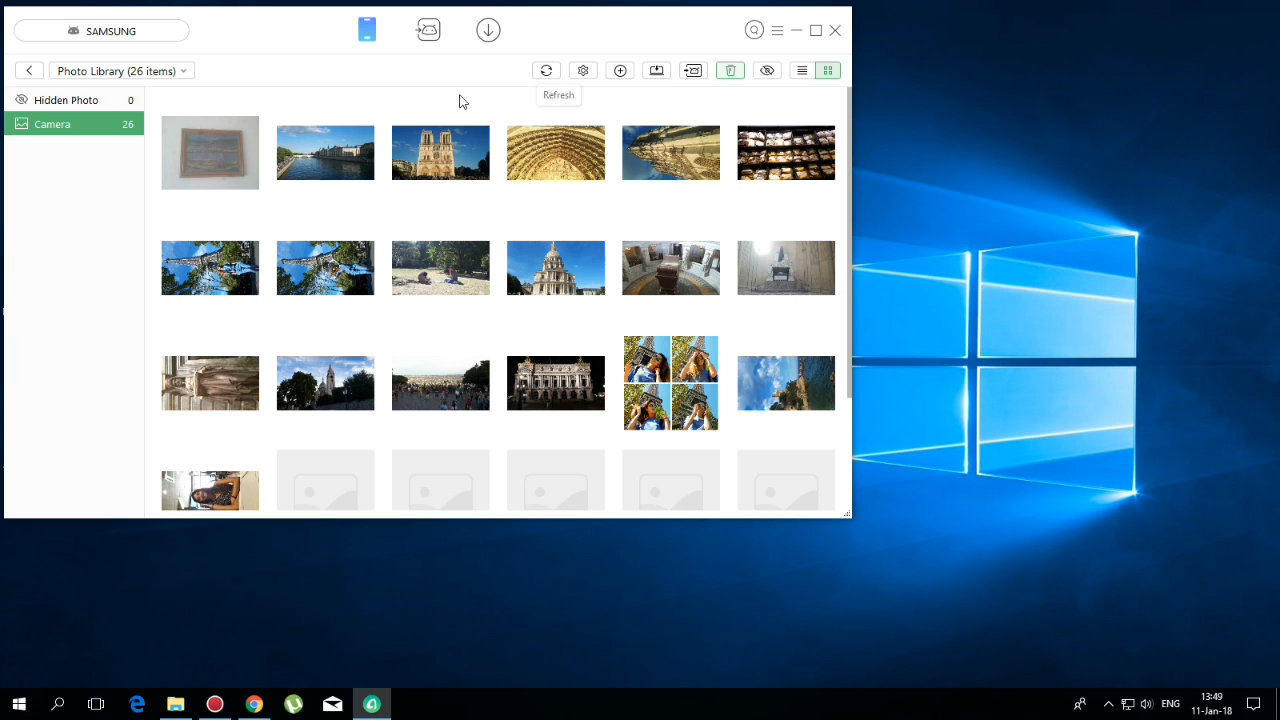 SAMSUNG
Photo Library (26 items)
Refresh
Hidden Photo 0
Camera 26
ENG
13:49
11-Jan-18